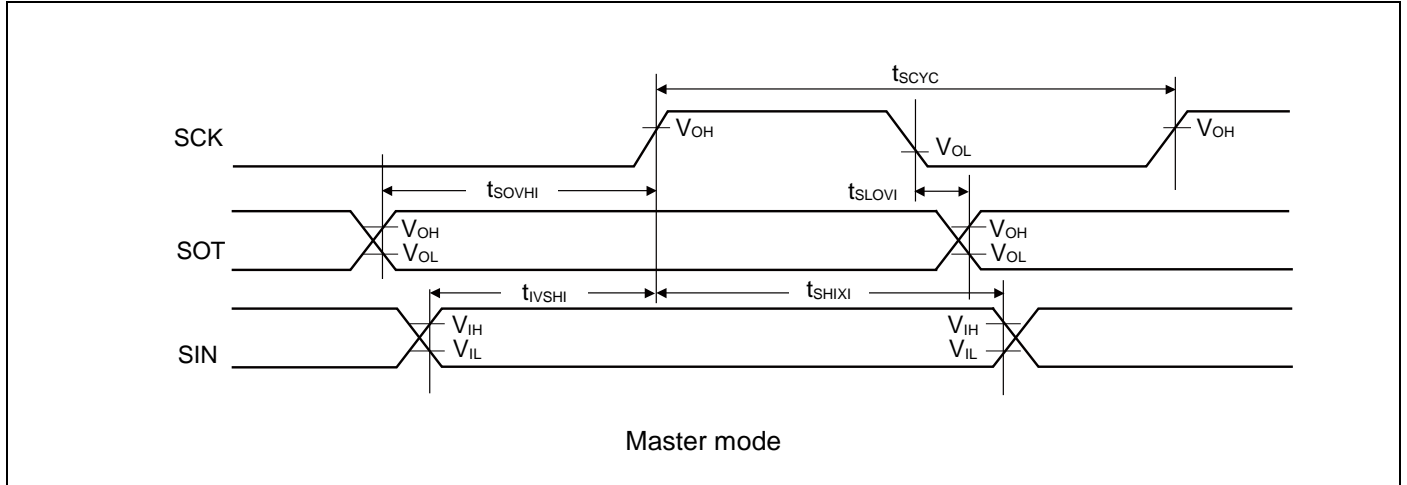 tSCYC
SCK
VOH
VOL
VOH
tSOVHI
tSLOVI
SOT
VOH
VOL
VOH
VOL
tIVSHI
tSHIXI
SIN
VIH
VIL
VIH
VIL
Master mode